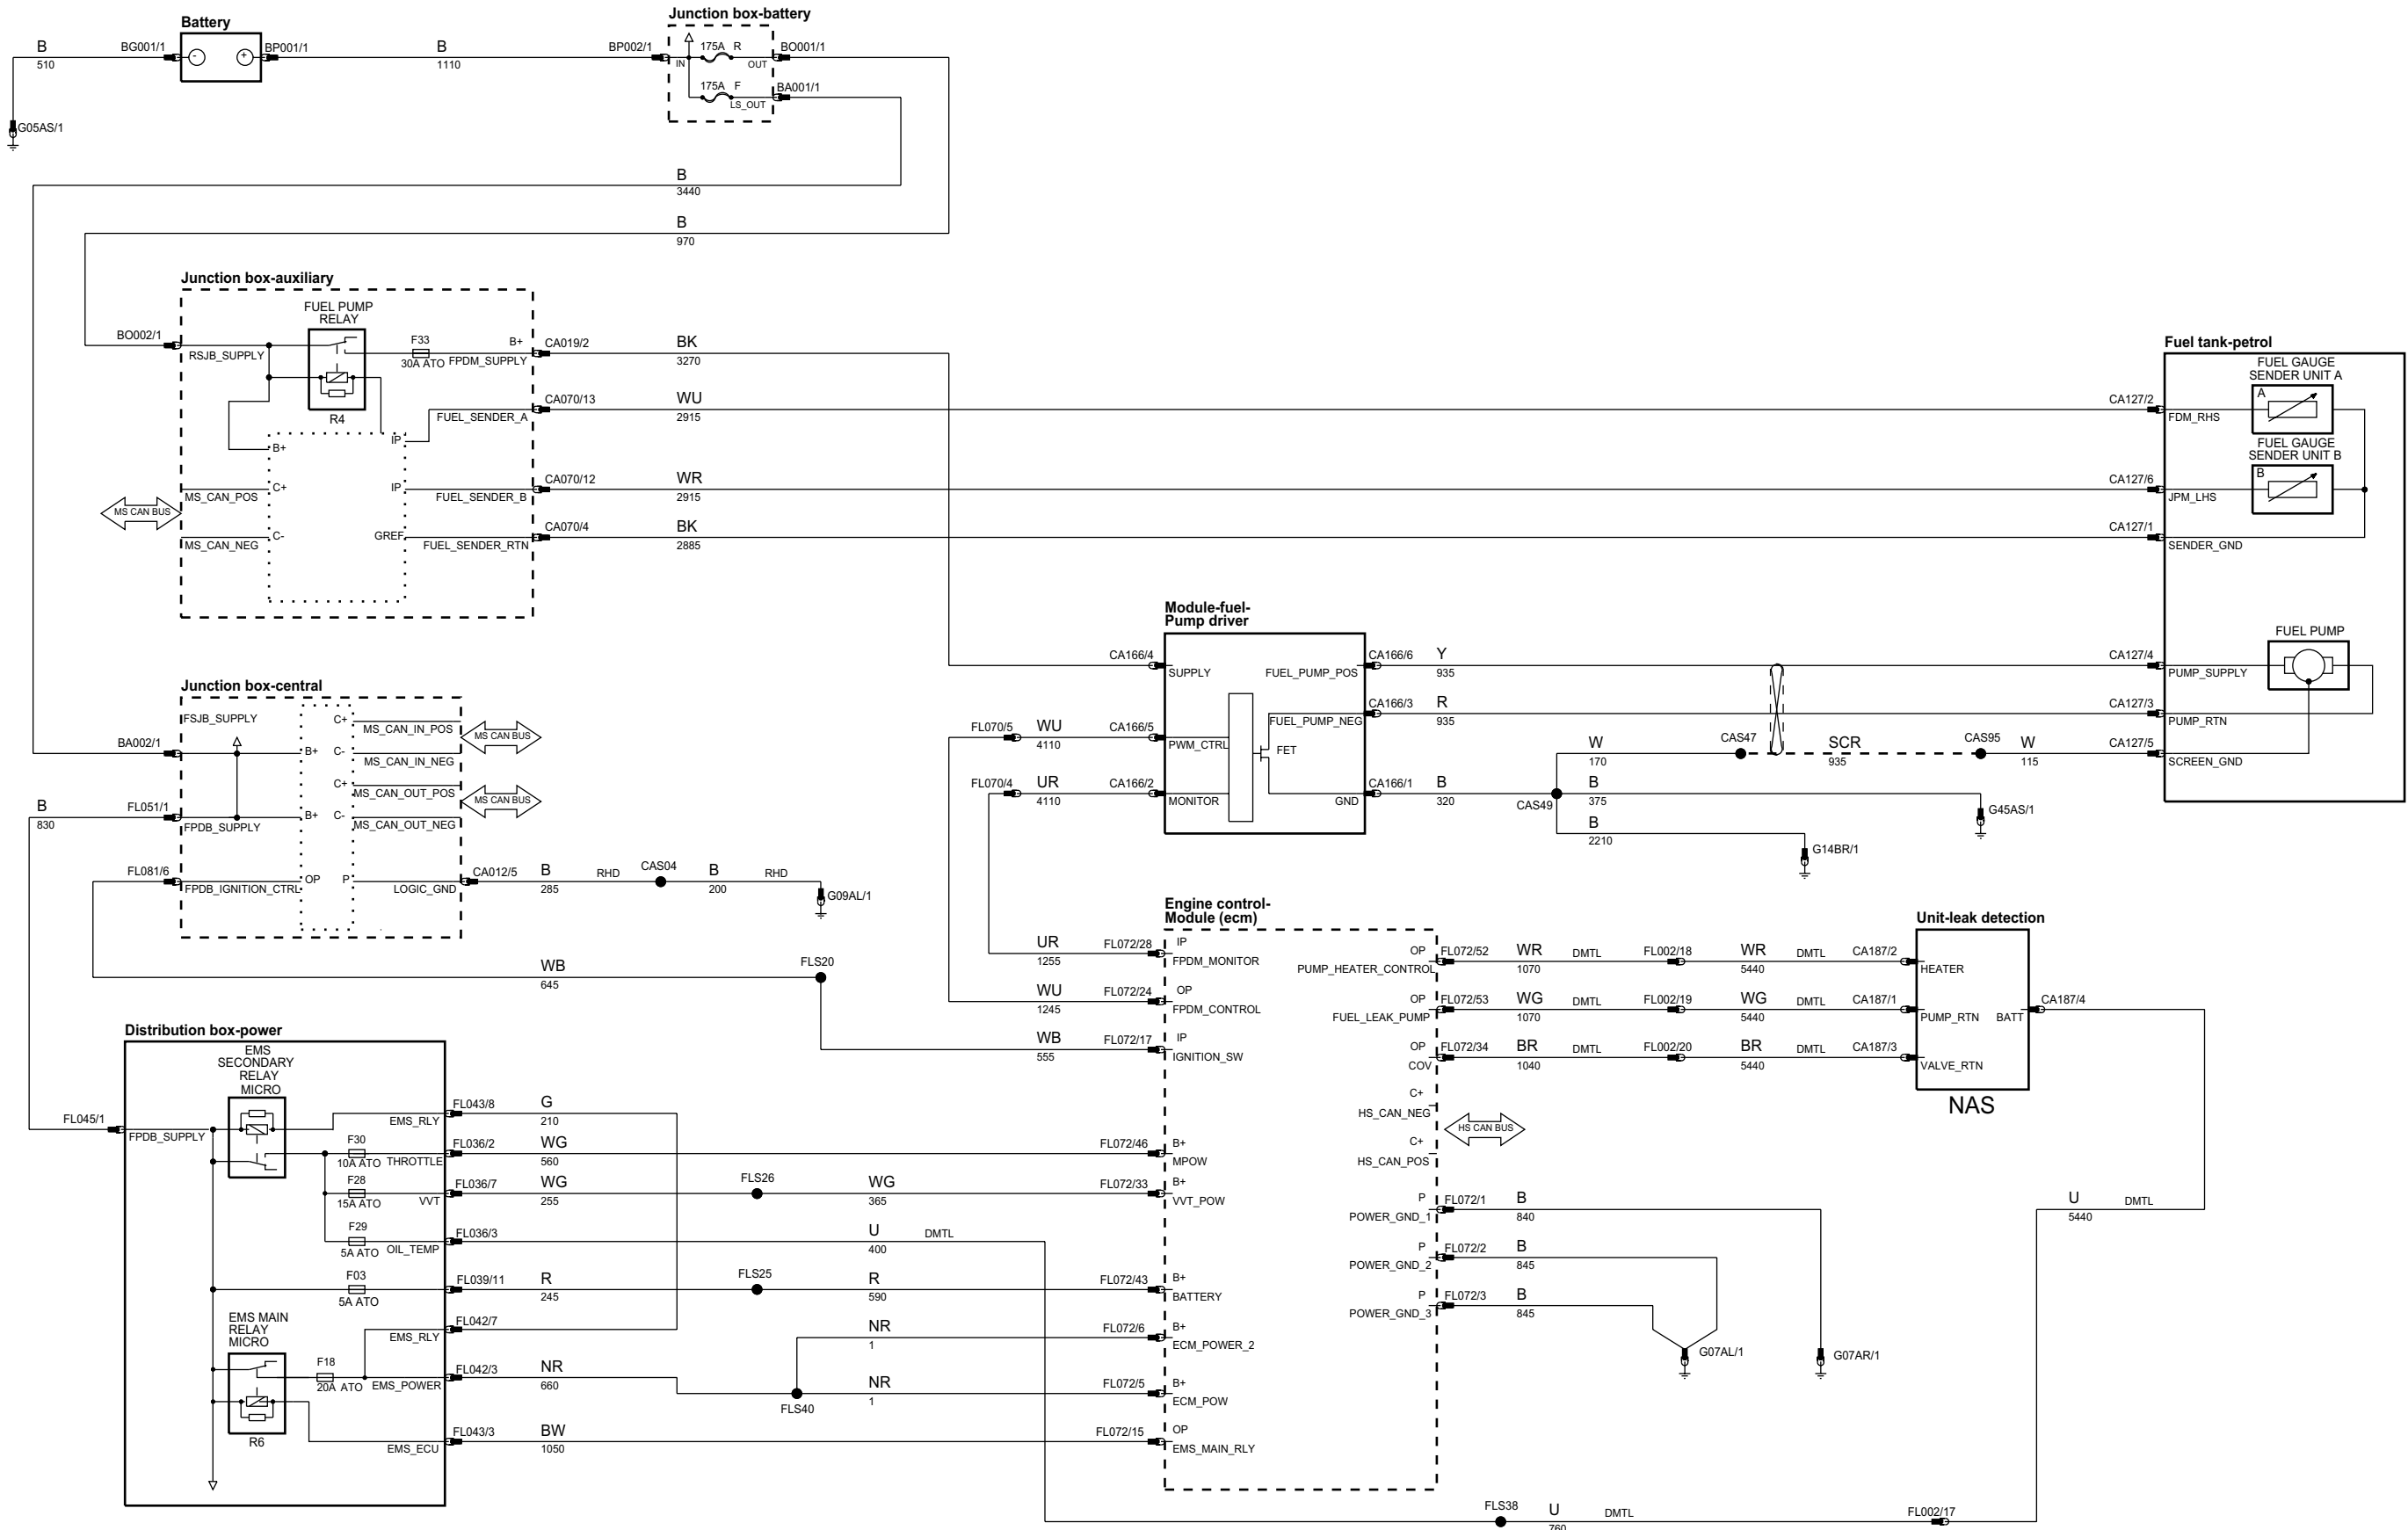 Battery
B
510
BG001/1
-
+
BP001/1
B
1110
G05AS/1
Junction box-battery
BP002/1
IN
175A R
OUT
BO001/1
175A F
LS_OUT
BA001/1
B
3440
B
970
Junction box-auxiliary
FUEL PUMP
RELAY
BO002/1
RSJB_SUPPLY
R4
F33
30A ATO
B+
FPDM_SUPPLY
CA019/2
BK
3270
CA070/13
WU
2915
FUEL_SENDER_A
IP
B+
C+
IP
MS_CAN_POS
FUEL_SENDER_B
CA070/12
WR
2915
MS CAN BUS
C-
GREF
MS_CAN_NEG
FUEL_SENDER_RTN
CA070/4
BK
2885
Fuel tank-petrol
FUEL GAUGE
SENDER UNIT A
A
CA127/2
FDM_RHS
FUEL GAUGE
SENDER UNIT B
B
CA127/6
JPM_LHS
CA127/1
SENDER_GND
FUEL PUMP
CA127/4
PUMP_SUPPLY
CA127/3
PUMP_RTN
CA127/5
SCREEN_GND
Module-fuel-
Pump driver
CA166/4
SUPPLY
FUEL_PUMP_POS
CA166/6
Y
935
CA166/3
R
935
FUEL_PUMP_NEG
FET
FL070/5
WU
4110
CA166/5
PWM_CTRL
FL070/4
UR
4110
CA166/2
MONITOR
GND
CA166/1
B
320
CAS49
W
170
CAS47
SCR
935
CAS95
W
115
B
375
G45AS/1
B
2210
G14BR/1
Junction box-central
FSJB_SUPPLY
BA002/1
B+
C+
MS_CAN_IN_POS
C-
MS_CAN_IN_NEG
MS CAN BUS
C+
MS_CAN_OUT_POS
MS CAN BUS
B
830
FL051/1
FPDB_SUPPLY
B+
C-
MS_CAN_OUT_NEG
FL081/6
FPDB_IGNITION_CTRL
OP
P
LOGIC_GND
CA012/5
B
285
RHD
CAS04
B
200
RHD
G09AL/1
WB
645
FLS20
Engine control-
Module (ecm)
UR
1255
FL072/28
IP
FPDM_MONITOR
WU
1245
FL072/24
OP
FPDM_CONTROL
WB
555
FL072/17
IP
IGNITION_SW
OP
PUMP_HEATER_CONTROL
FL072/52
WR
1070
DMTL
FL002/18
WR
5440
DMTL
CA187/2
OP
FUEL_LEAK_PUMP
FL072/53
WG
1070
DMTL
FL002/19
WG
5440
DMTL
CA187/1
OP
COV
FL072/34
BR
1040
DMTL
FL002/20
BR
5440
DMTL
CA187/3
Unit-leak detection
HEATER
PUMP_RTN
BATT
CA187/4
VALVE_RTN
NAS
C+
HS_CAN_NEG
HS CAN BUS
C+
HS_CAN_POS
P
POWER_GND_1
FL072/1
B
840
P
POWER_GND_2
FL072/2
B
845
P
POWER_GND_3
FL072/3
B
845
G07AL/1
G07AR/1
U
5440
DMTL
Distribution box-power
EMS
SECONDARY
RELAY
MICRO
FL045/1
FPDB_SUPPLY
EMS_RLY
FL043/8
G
210
F30
10A ATO
THROTTLE
FL036/2
WG
560
FL072/46
B+
MPOW
F28
15A ATO
VVT
FL036/7
WG
255
FLS26
WG
365
FL072/33
B+
VVT_POW
F29
5A ATO
OIL_TEMP
FL036/3
U
400
DMTL
F03
5A ATO
FL039/11
R
245
FLS25
R
590
FL072/43
B+
BATTERY
EMS MAIN
RELAY
MICRO
EMS_RLY
FL042/7
NR
1
FL072/6
B+
ECM_POWER_2
F18
20A ATO
EMS_POWER
FL042/3
NR
660
FLS40
NR
1
FL072/5
B+
ECM_POW
R6
EMS_ECU
FL043/3
BW
1050
FL072/15
OP
EMS_MAIN_RLY
FLS38
U
760
DMTL
FL002/17